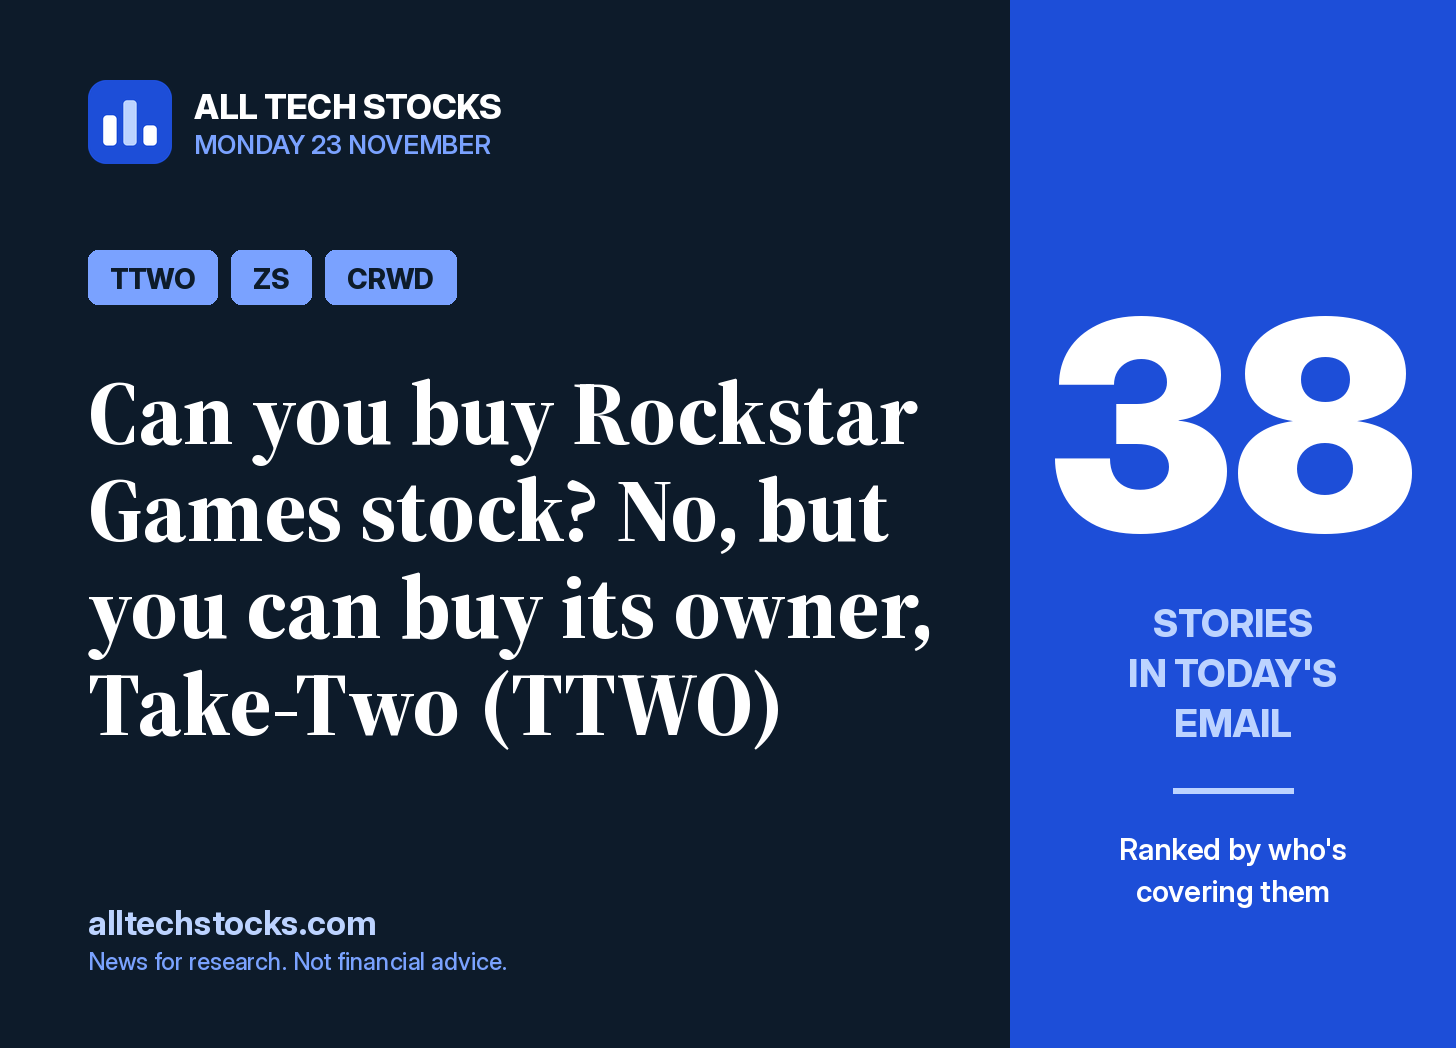 ALL TECH STOCKS
MONDAY 23 NOVEMBER
TTWO ZS CRWD
Can you buy Rockstar
Games stock? No, but
you can buy its owner,
Take-Two (TTWO)
alltechstocks.com
News for research. Not financial advice.
38
STORIES
IN TODAY'S
EMAIL
Ranked by who's
covering them